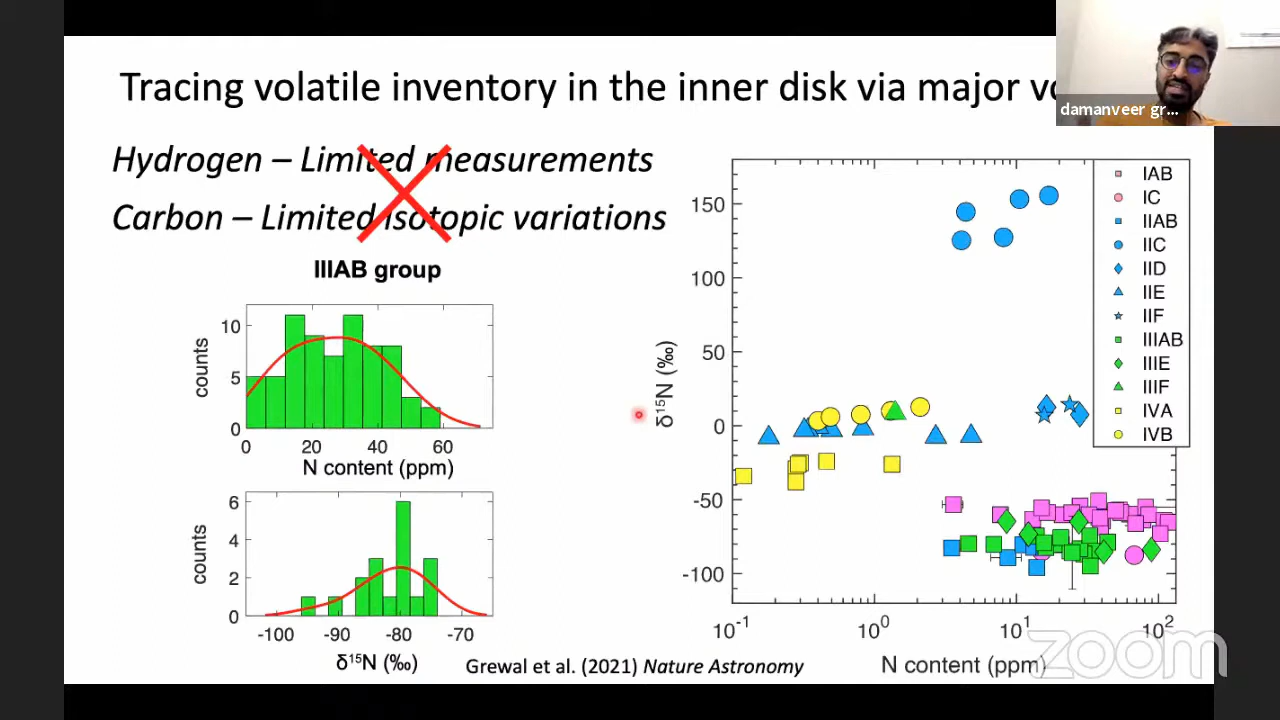 Tracing volatile inventory in the inner disk via major
damanveer gr...
Hydrogen – Limited measurements
Carbon – Limited isotopic variations
IIIAB group
counts
10
5
0
0 20 40 60
N content (ppm)
counts
6
4
2
0
-100 -90 -80 -70
δ¹⁵N (‰)
Grewal et al. (2021) Nature Astronomy
δ¹⁵N (‰)
150
100
50
0
-50
-100
10⁻¹ 10⁰ 10¹ 10²
N content (ppm)
IAB
IC
IIAB
IIC
IID
IIE
IIF
IIIAB
IIIE
IIIF
IVA
IVB
zoom